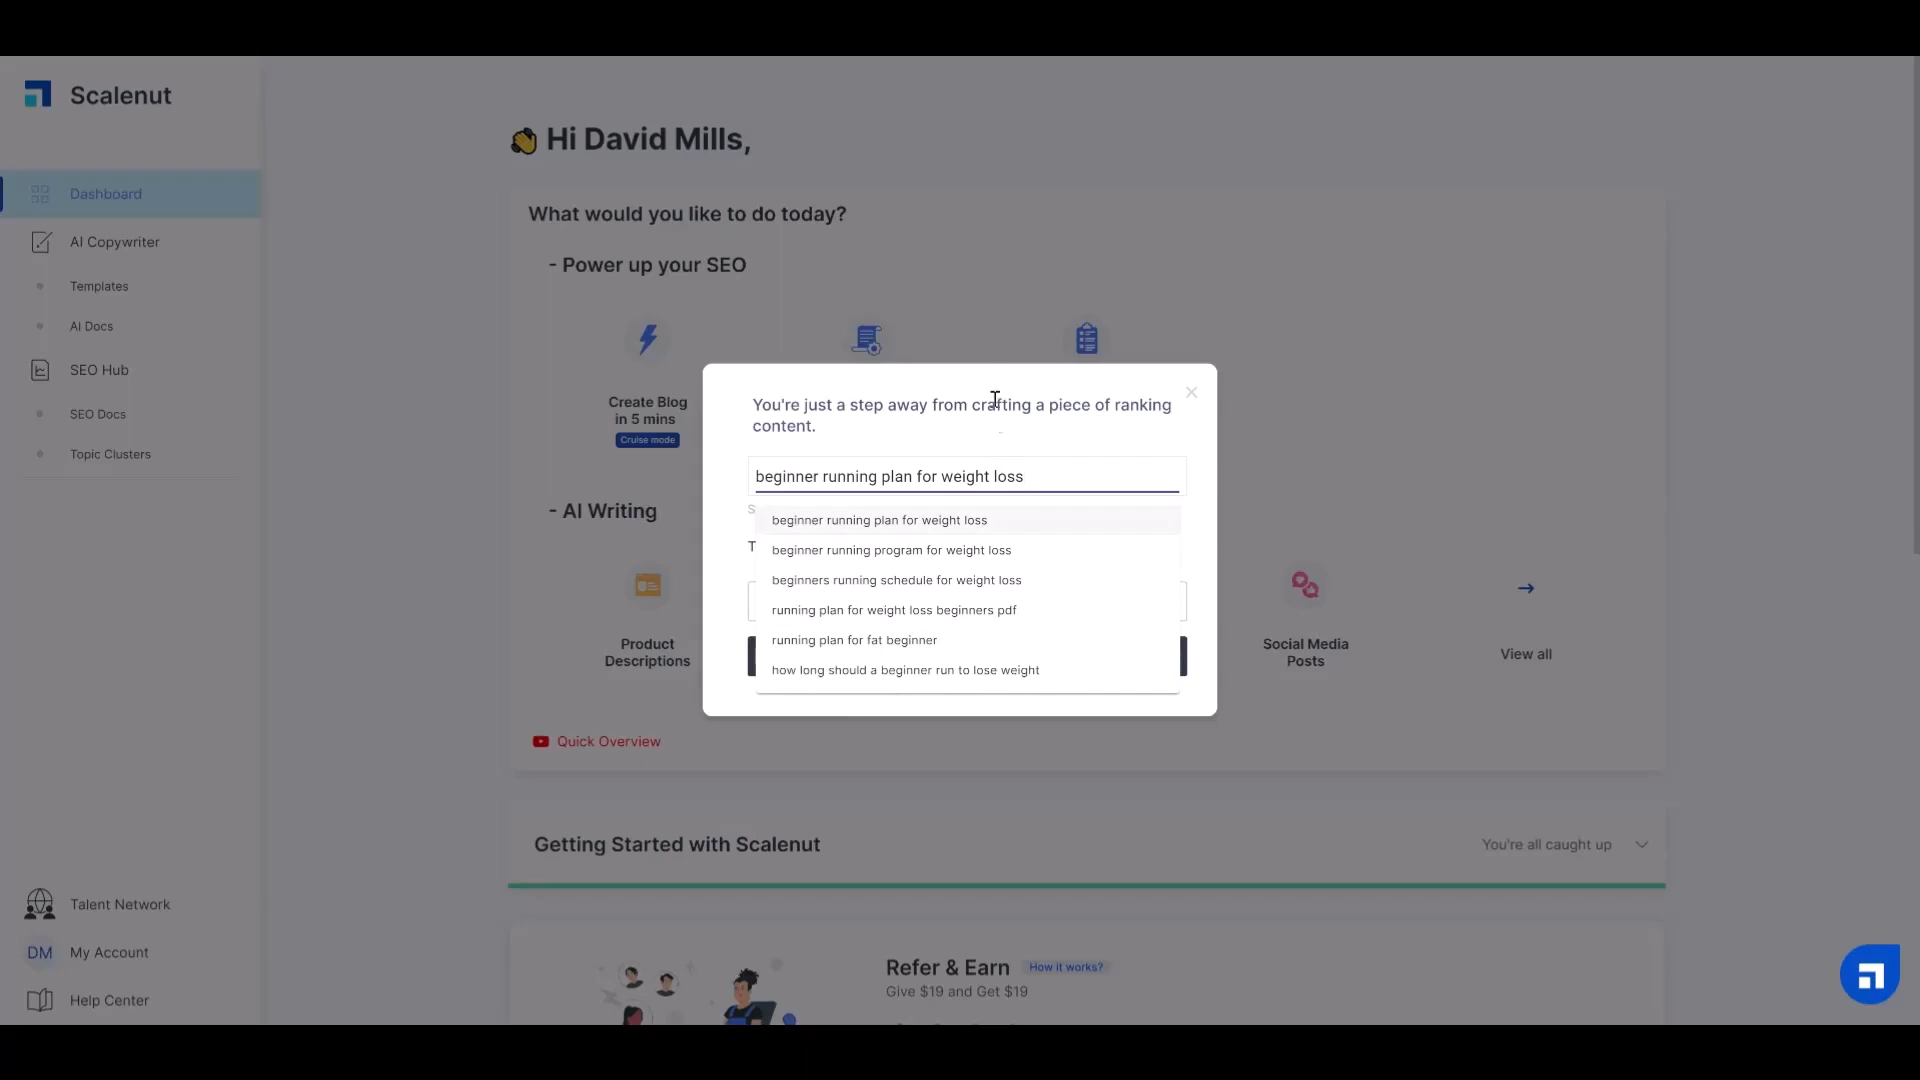 Scalenut
Dashboard
AI Copywriter
Templates
AI Docs
SEO Hub
SEO Docs
Topic Clusters
Talent Network
DM My Account
Help Center
Hi David Mills,
What would you like to do today?
- Power up your SEO
Create Blog
in 5 mins
Cruise mode
- AI Writing
Product
Descriptions
Social Media
Posts
View all
Quick Overview
You're just a step away from crafting a piece of ranking
content.
beginner running plan for weight loss
S
beginner running plan for weight loss
T
beginner running program for weight loss
beginners running schedule for weight loss
running plan for weight loss beginners pdf
running plan for fat beginner
how long should a beginner run to lose weight
Getting Started with Scalenut
You're all caught up
Refer & Earn How it works?
Give $19 and Get $19